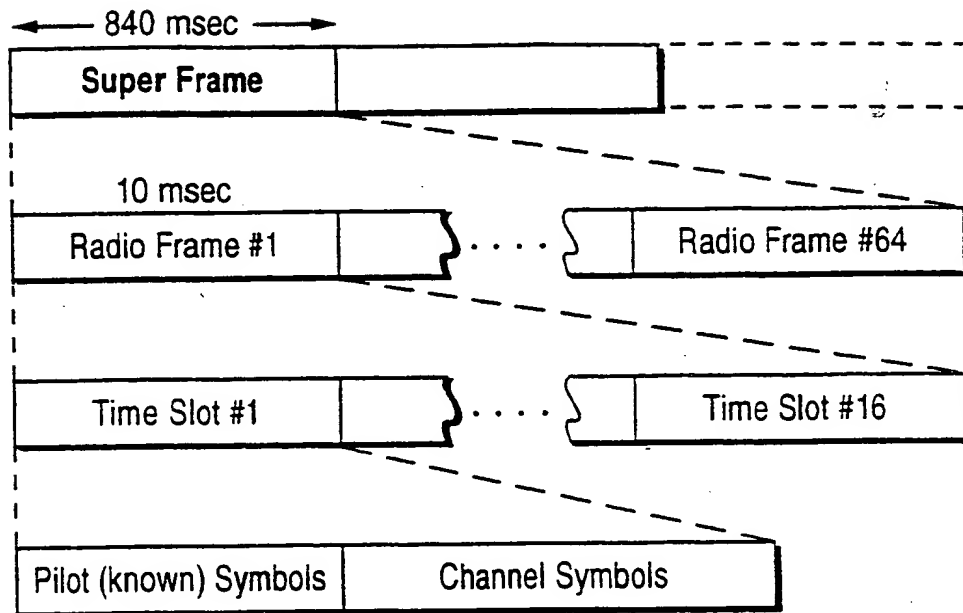 840 msec
Super Frame
10 msec
Radio Frame #1 . . . . Radio Frame #64
Time Slot #1 . . . . Time Slot #16
Pilot (known) Symbols Channel Symbols